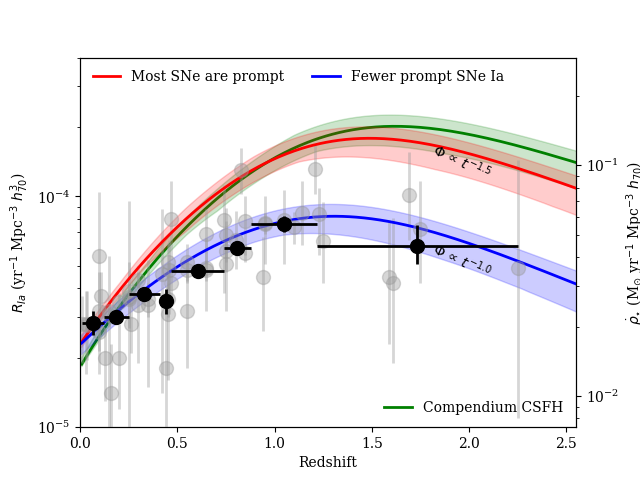 Most SNe are prompt
Fewer prompt SNe Ia
Φ ∝ t^−1.5
Φ ∝ t^−1.0
Compendium CSFH
10^−4
10^−5
10^−1
10^−2
0.0 0.5 1.0 1.5 2.0 2.5
Redshift
R_Ia (yr^−1 Mpc^−3 h^3_70)
ρ̇_* (M_⊙ yr^−1 Mpc^−3 h_70)